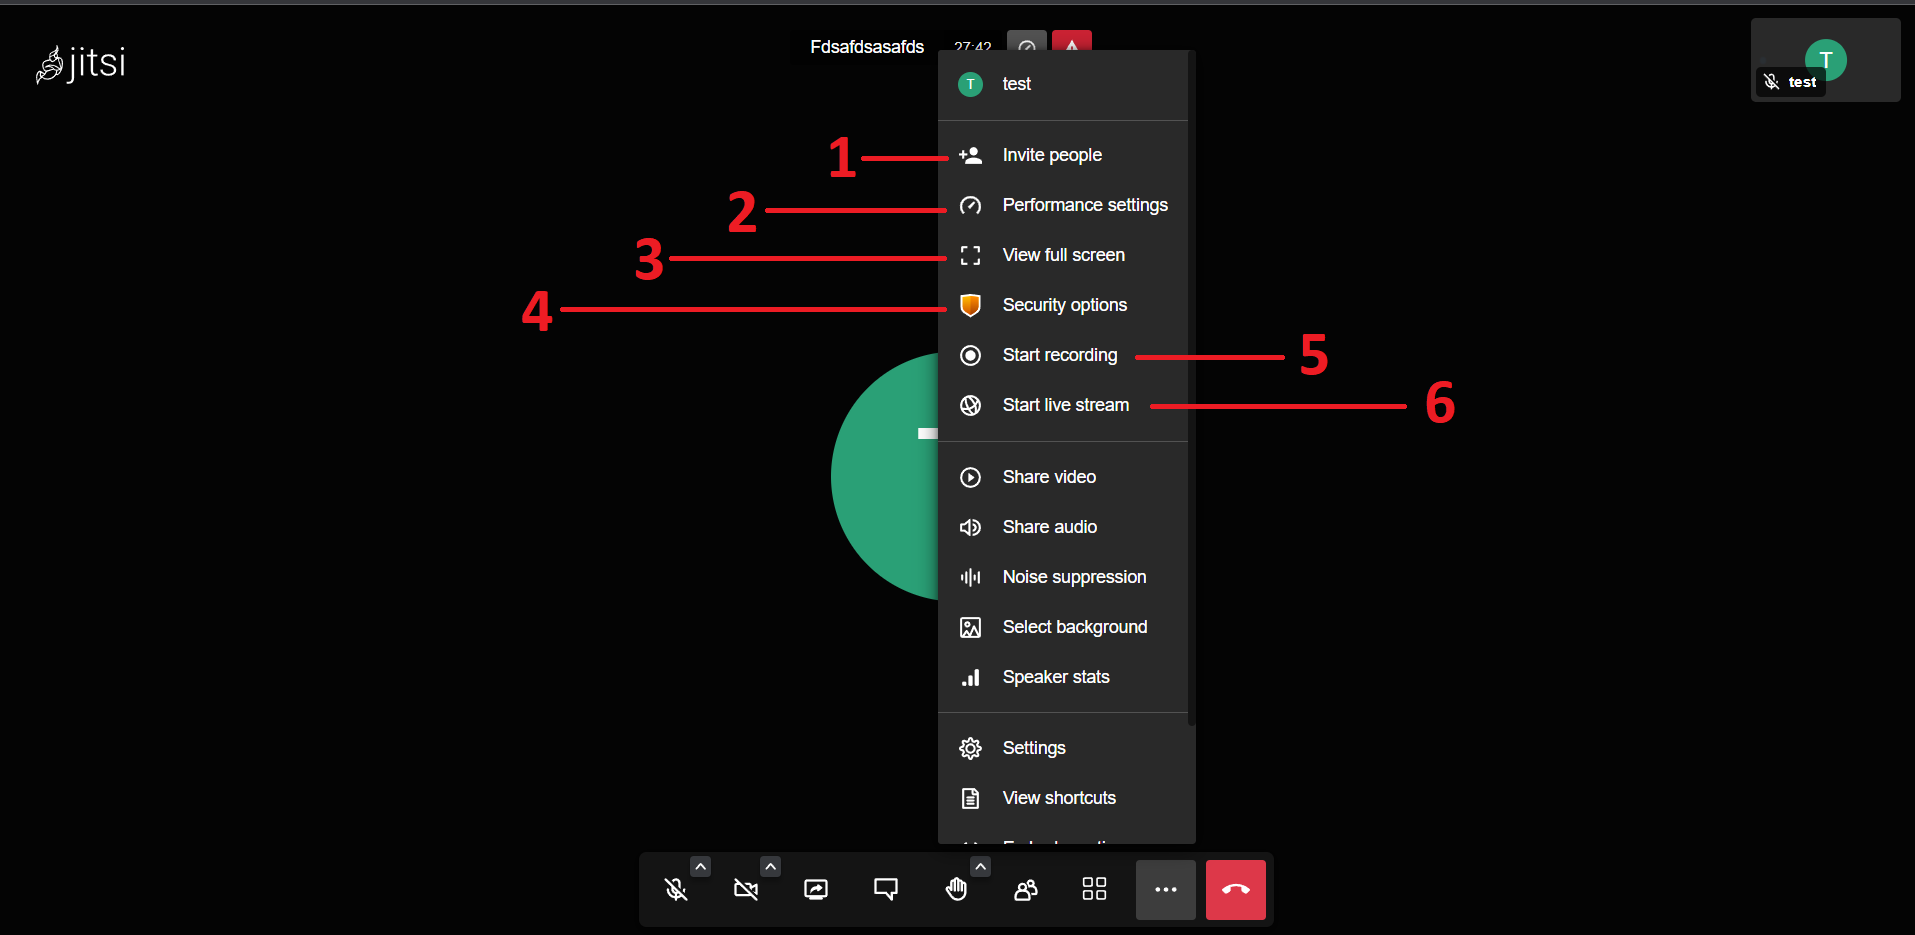 jitsi
Fdsafdsasafds 27:42
T
test
T
test
1 Invite people
2 Performance settings
3 View full screen
4 Security options
Start recording 5
Start live stream 6
Share video
Share audio
Noise suppression
Select background
Speaker stats
Settings
View shortcuts